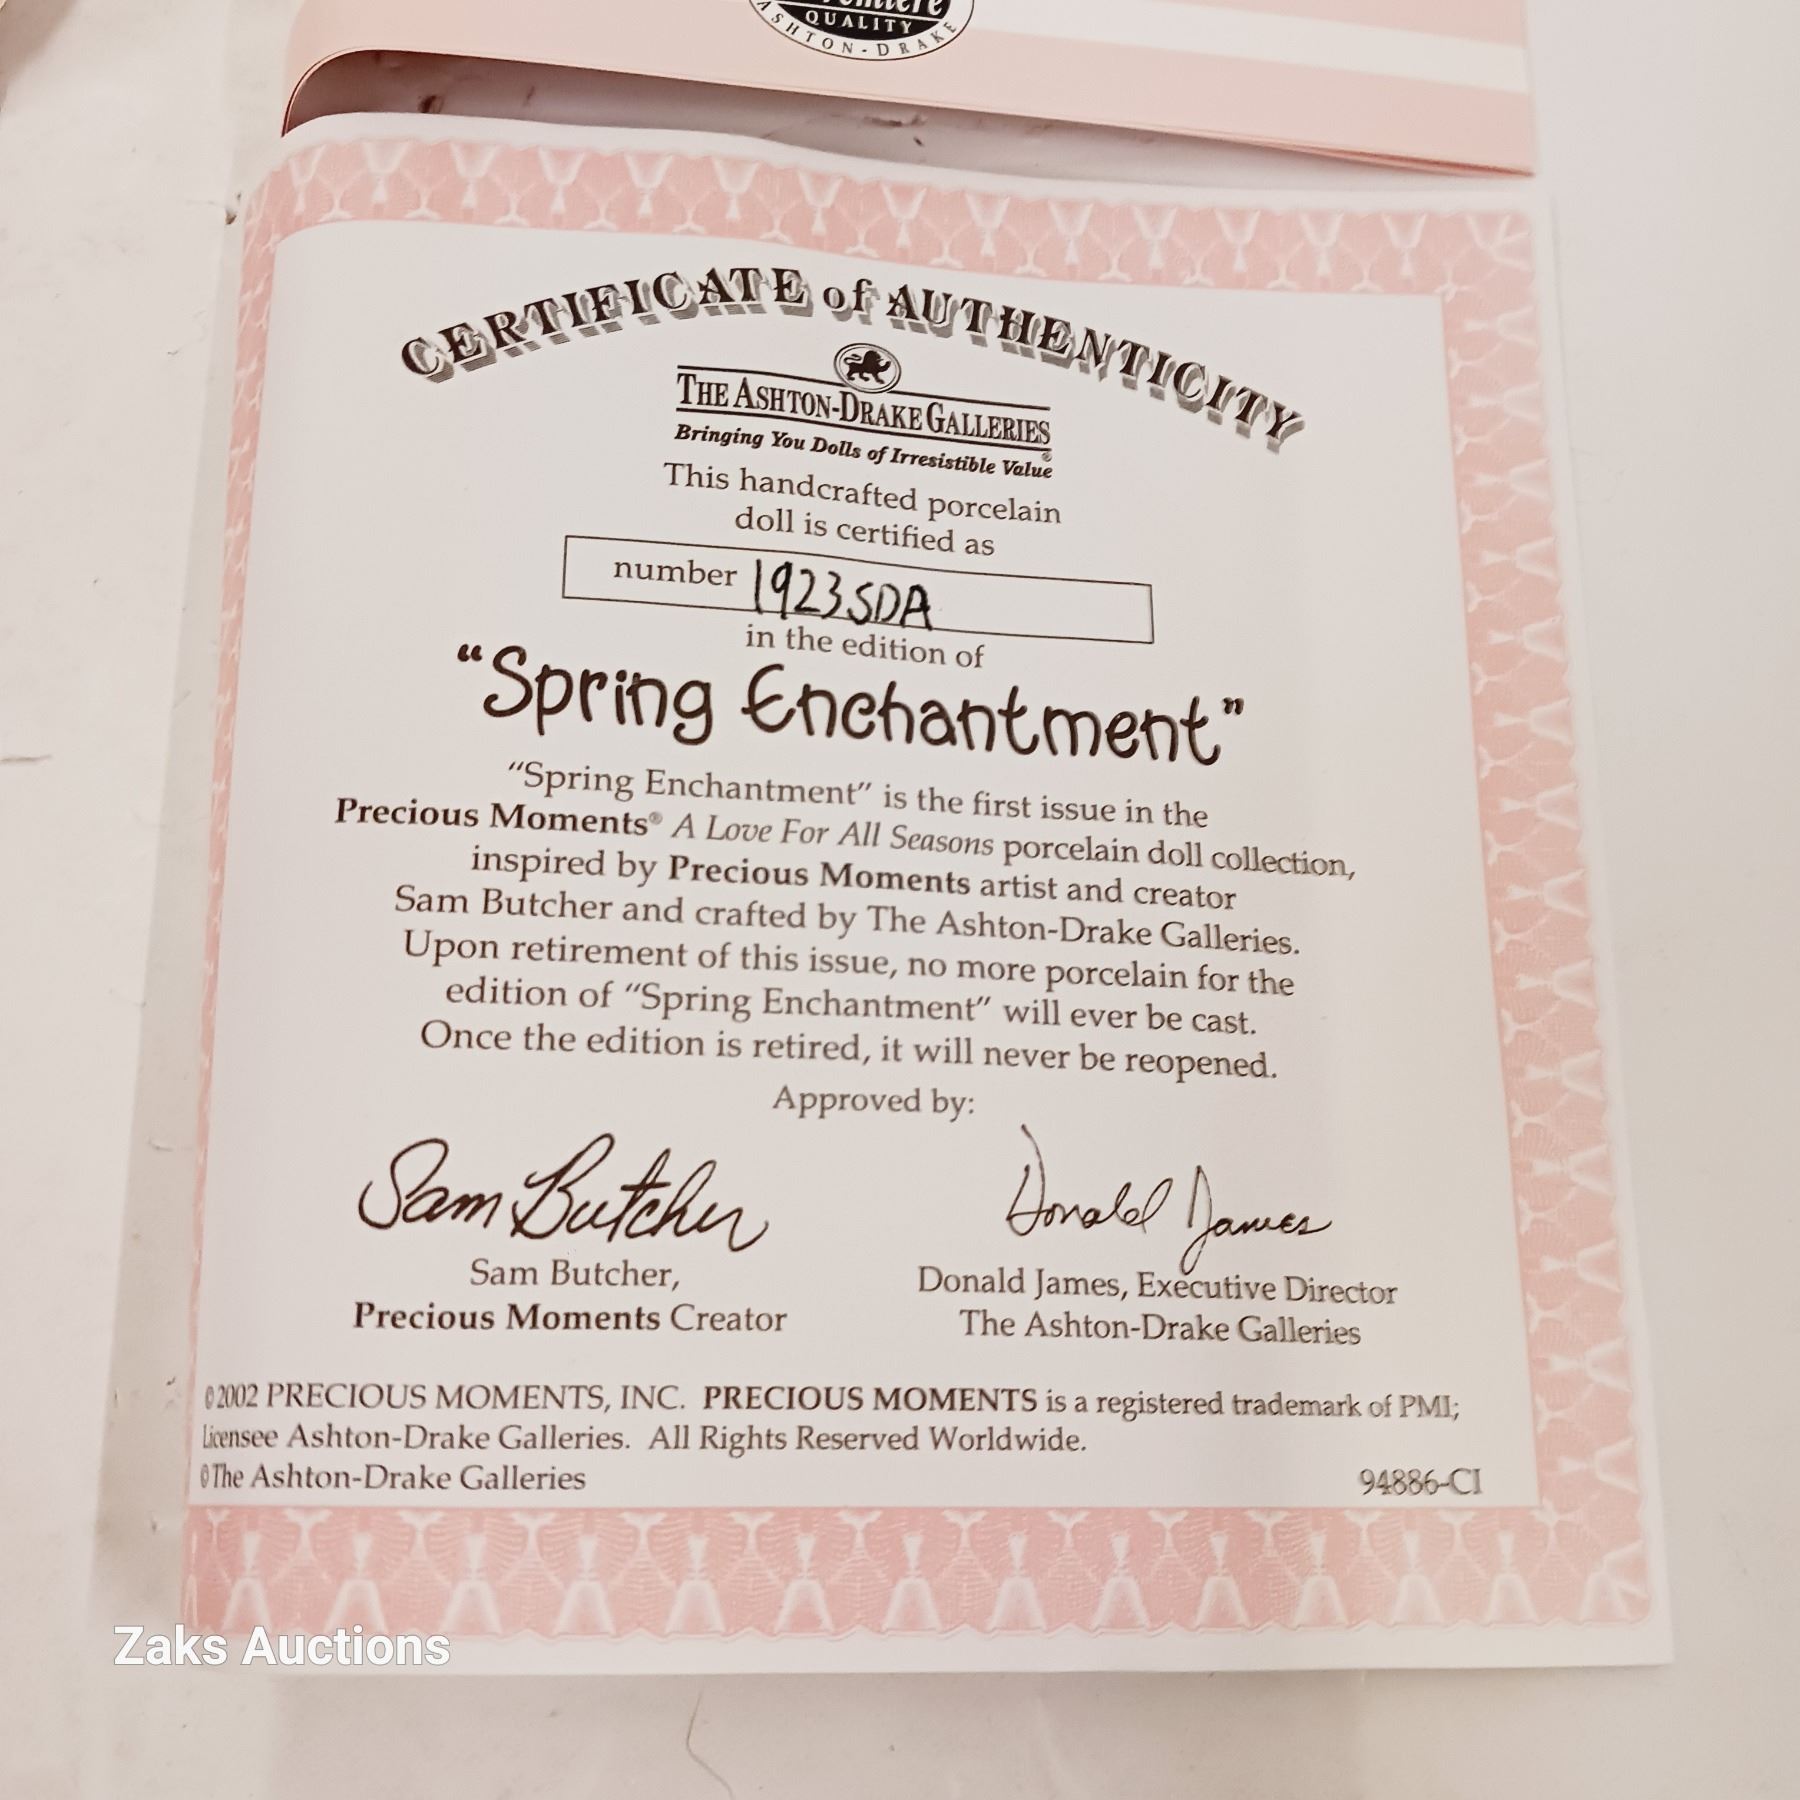 QUALITY
ASHTON-DRAKE
CERTIFICATE of AUTHENTICITY
THE ASHTON-DRAKE GALLERIES®
Bringing You Dolls of Irresistible Value
This handcrafted porcelain
doll is certified as
number 1923SDA
in the edition of
"Spring Enchantment"
"Spring Enchantment" is the first issue in the
Precious Moments® A Love For All Seasons porcelain doll collection,
inspired by Precious Moments artist and creator
Sam Butcher and crafted by The Ashton-Drake Galleries.
Upon retirement of this issue, no more porcelain for the
edition of "Spring Enchantment" will ever be cast.
Once the edition is retired, it will never be reopened.
Approved by:
Sam Butcher Donald James
Sam Butcher, Donald James, Executive Director
Precious Moments Creator The Ashton-Drake Galleries
©2002 PRECIOUS MOMENTS, INC. PRECIOUS MOMENTS is a registered trademark of PMI;
Licensee Ashton-Drake Galleries. All Rights Reserved Worldwide.
©The Ashton-Drake Galleries 94886-CI
Zaks Auctions